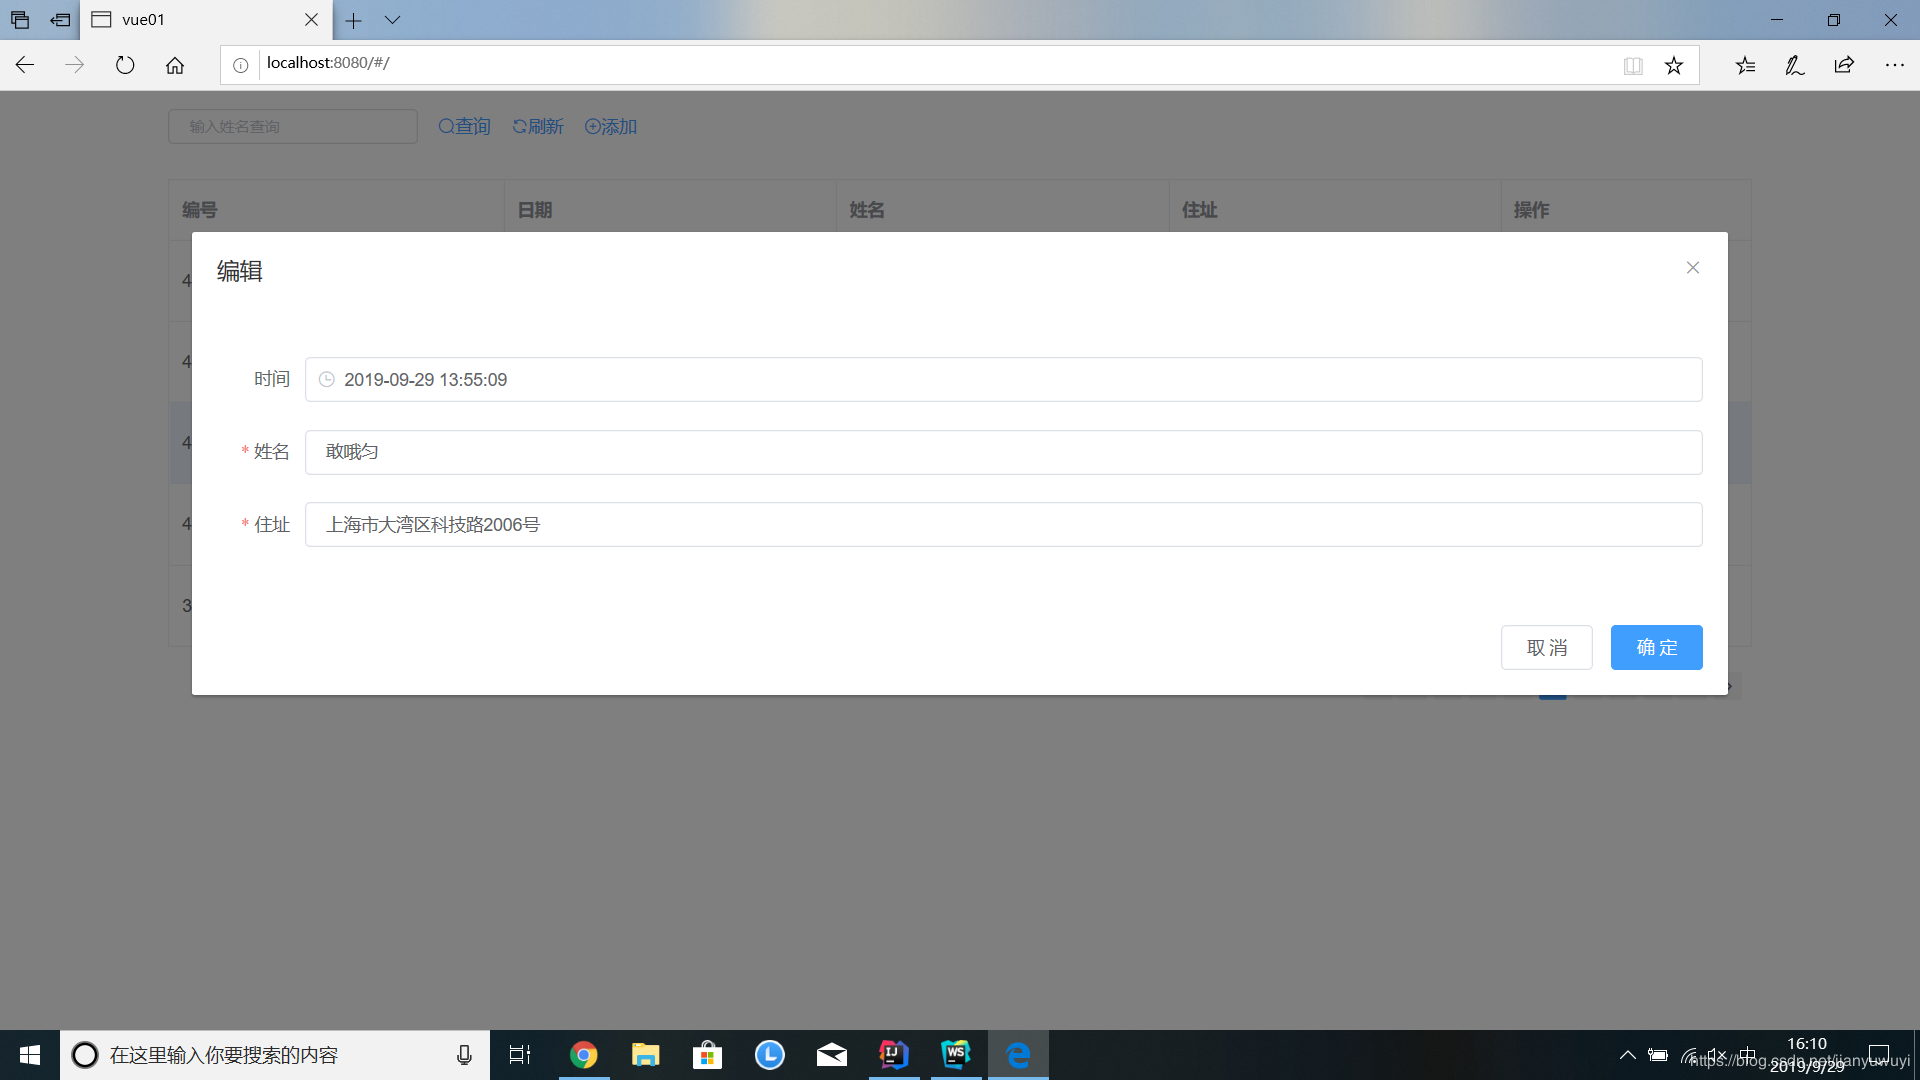 vue01
localhost:8080/#/
输入姓名查询
查询
刷新
添加
编号
日期
姓名
住址
操作
4
4
4
4
3
编辑
时间
2019-09-29 13:55:09
* 姓名
敢哦匀
* 住址
上海市大湾区科技路2006号
取 消
确 定
在这里输入你要搜索的内容
IJ
WS
中
16:10
2019/9/29
https://blog.csdn.net/jianyuwuyi